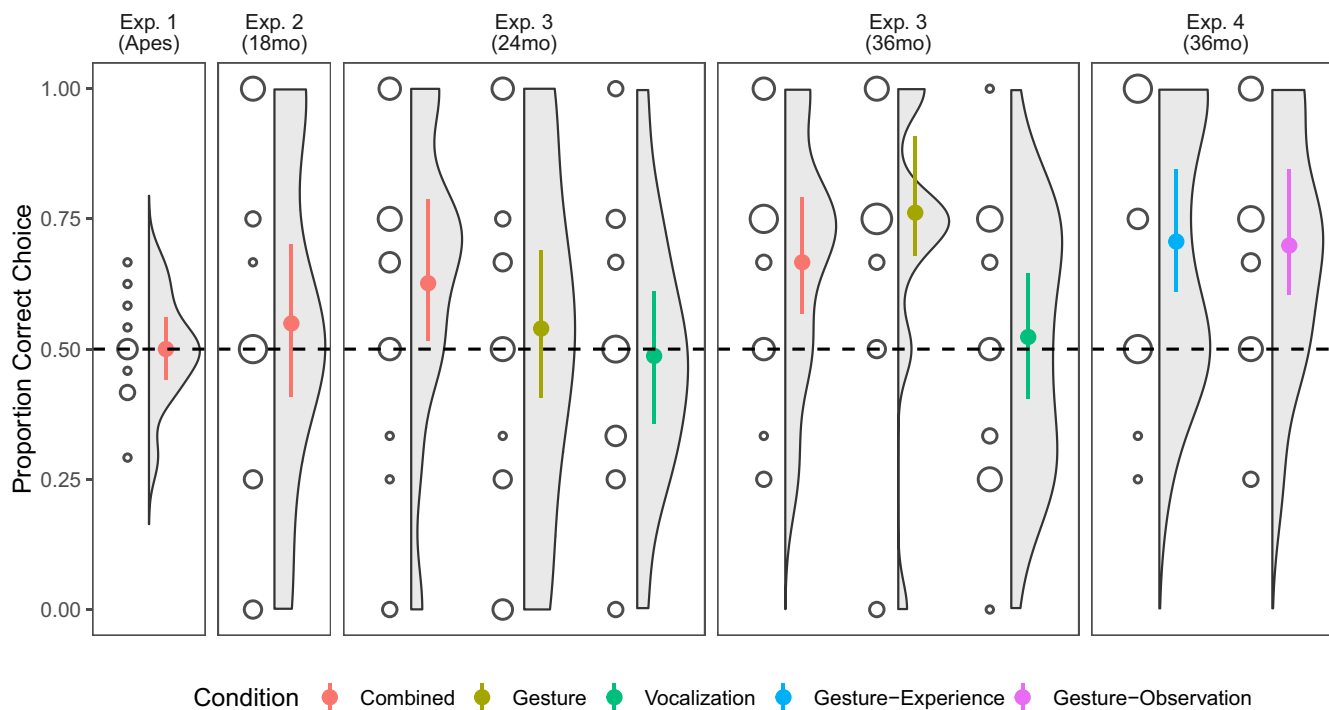 Exp. 1
(Apes)
Exp. 2
(18mo)
Exp. 3
(24mo)
Exp. 3
(36mo)
Exp. 4
(36mo)
Proportion Correct Choice
1.00
0.75
0.50
0.25
0.00
Condition Combined Gesture Vocalization Gesture−Experience Gesture−Observation